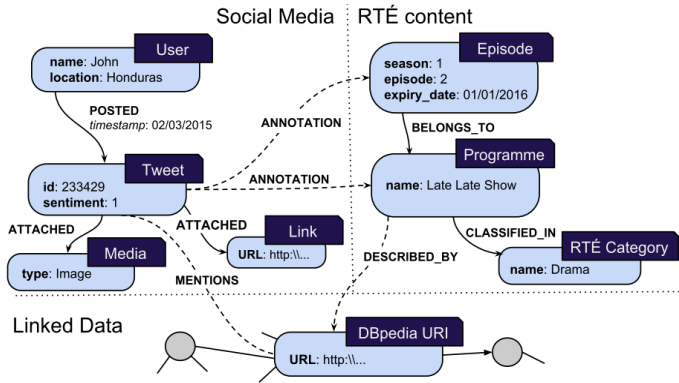 Social Media
RTÉ content
User
name: John
location: Honduras
Episode
season: 1
episode: 2
expiry_date: 01/01/2016
POSTED
timestamp: 02/03/2015
ANNOTATION
BELONGS_TO
Tweet
id: 233429
sentiment: 1
ANNOTATION
Programme
name: Late Late Show
ATTACHED
ATTACHED
Link
URL: http:\\...
CLASSIFIED_IN
Media
type: Image
DESCRIBED_BY
RTÉ Category
name: Drama
MENTIONS
Linked Data
DBpedia URI
URL: http:\\...